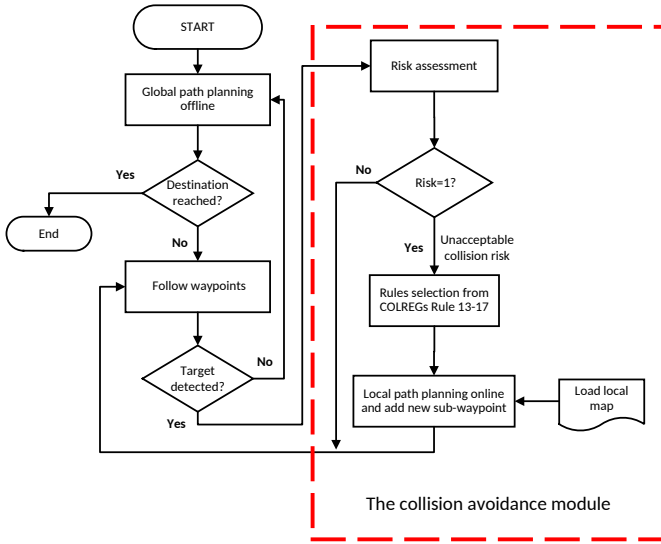 START
Global path planning
offline
Yes
Destination
reached?
End
No
Follow waypoints
Target
detected?
No
Yes
Risk assessment
No
Risk=1?
Yes
Unacceptable
collision risk
Rules selection from
COLREGs Rule 13-17
Local path planning online
and add new sub-waypoint
Load local
map
The collision avoidance module